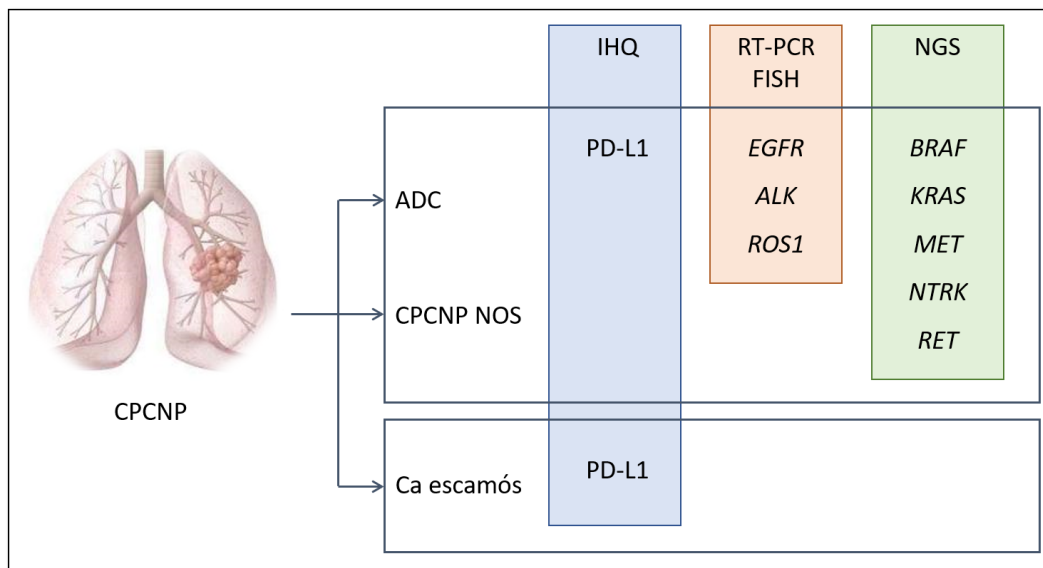 IHQ
RT-PCR
FISH
NGS
PD-L1
EGFR
BRAF
ADC
ALK
KRAS
ROS1
MET
CPCNP NOS
NTRK
RET
CPCNP
Ca escamós
PD-L1